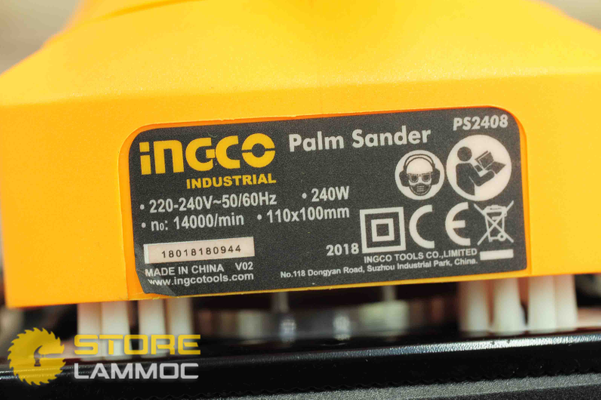 INGCO Palm Sander PS2408
INDUSTRIAL
• 220-240V~50/60Hz • 240W
• n₀: 14000/min • 110x100mm
18018180944
2018
CE
MADE IN CHINA V02
www.ingcotools.com
INGCO TOOLS CO.,LIMITED
No.118 Dongyan Road, Suzhou Industrial Park, China.
STORE
LAMMOC